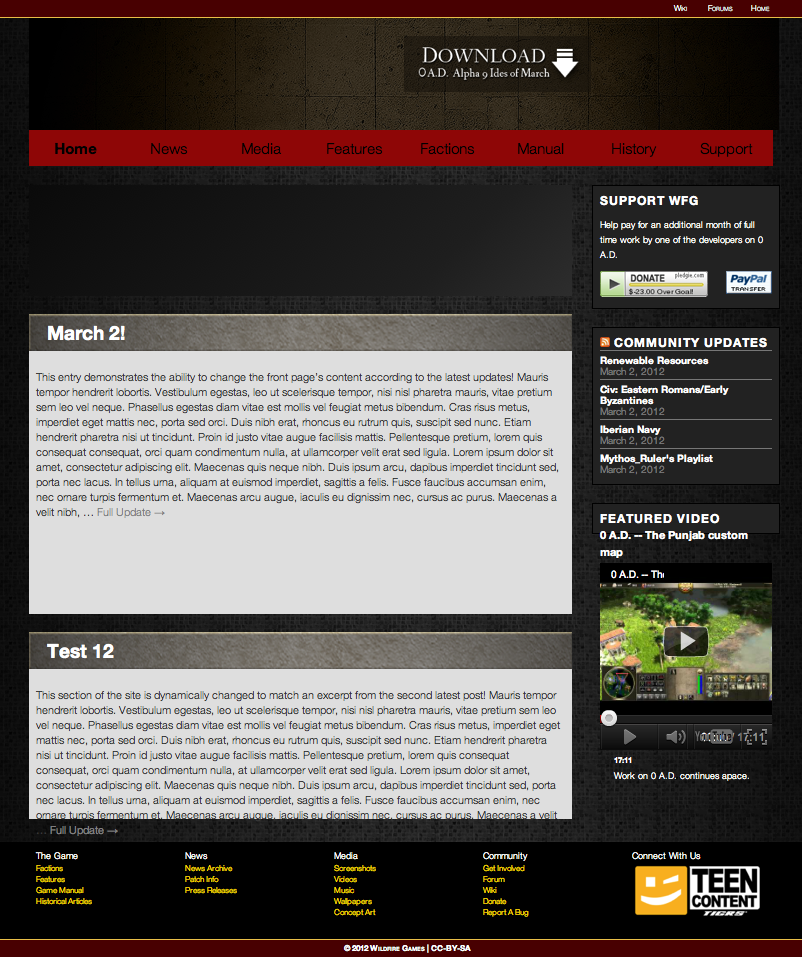 Wiki Forums Home
DOWNLOAD
0 A.D. Alpha 9 Ides of March
Home News Media Features Factions Manual History Support
March 2!
This entry demonstrates the ability to change the front page's content according to the latest updates! Mauris
tempor hendrerit lobortis. Vestibulum egestas, leo ut scelerisque tempor, nisi nisl pharetra mauris, vitae pretium
sem leo vel neque. Phasellus egestas diam vitae est mollis vel feugiat metus bibendum. Cras risus metus,
imperdiet eget mattis nec, porta sed orci. Duis nibh erat, rhoncus eu rutrum quis, suscipit sed nunc. Etiam
hendrerit pharetra nisi ut tincidunt. Proin id justo vitae augue facilisis mattis. Pellentesque pretium, lorem quis
consequat consequat, orci quam condimentum nulla, at ullamcorper velit erat sed ligula. Lorem ipsum dolor sit
amet, consectetur adipiscing elit. Maecenas quis neque nibh. Duis ipsum arcu, dapibus imperdiet tincidunt sed,
porta nec lacus. In tellus urna, aliquam at euismod imperdiet, sagittis a felis. Fusce faucibus accumsan enim,
nec ornare turpis fermentum et. Maecenas arcu augue, iaculis eu dignissim nec, cursus ac purus. Maecenas a
velit nibh, … Full Update →
Test 12
This section of the site is dynamically changed to match an excerpt from the second latest post! Mauris tempor
hendrerit lobortis. Vestibulum egestas, leo ut scelerisque tempor, nisi nisl pharetra mauris, vitae pretium sem leo
vel neque. Phasellus egestas diam vitae est mollis vel feugiat metus bibendum. Cras risus metus, imperdiet eget
mattis nec, porta sed orci. Duis nibh erat, rhoncus eu rutrum quis, suscipit sed nunc. Etiam hendrerit pharetra
nisi ut tincidunt. Proin id justo vitae augue facilisis mattis. Pellentesque pretium, lorem quis consequat
consequat, orci quam condimentum nulla, at ullamcorper velit erat sed ligula. Lorem ipsum dolor sit amet,
consectetur adipiscing elit. Maecenas quis neque nibh. Duis ipsum arcu, dapibus imperdiet tincidunt sed, porta
nec lacus. In tellus urna, aliquam at euismod imperdiet, sagittis a felis. Fusce faucibus accumsan enim, nec
ornare turpis fermentum et. Maecenas arcu augue, iaculis eu dignissim nec, cursus ac purus. Maecenas a velit
… Full Update →
SUPPORT WFG
Help pay for an additional month of full
time work by one of the developers on 0
A.D.
DONATE pledgie.com
$-23.00 Over Goal!
PayPal
TRANSFER
COMMUNITY UPDATES
Renewable Resources
March 2, 2012
Civ: Eastern Romans/Early
Byzantines
March 2, 2012
Iberian Navy
March 2, 2012
Mythos_Ruler's Playlist
March 2, 2012
FEATURED VIDEO
0 A.D. -- The Punjab custom
map
0 A.D. -- The
17:11
17:11
Work on 0 A.D. continues apace.
The Game
Factions
Features
Game Manual
Historical Articles
News
News Archive
Patch Info
Press Releases
Media
Screenshots
Videos
Music
Wallpapers
Concept Art
Community
Get Involved
Forum
Wiki
Donate
Report A Bug
Connect With Us
TEEN
CONTENT
TIGRS
© 2012 Wildfire Games | CC-BY-SA